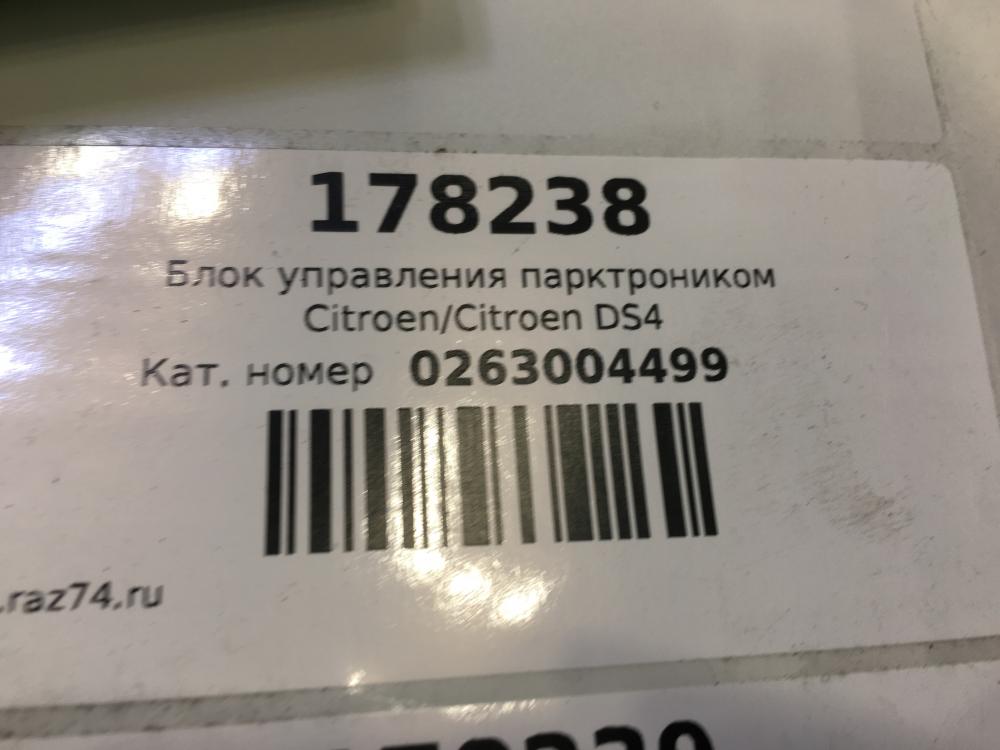 178238
Блок управления парктроником
Citroen/Citroen DS4
Кат. номер 0263004499
.raz74.ru